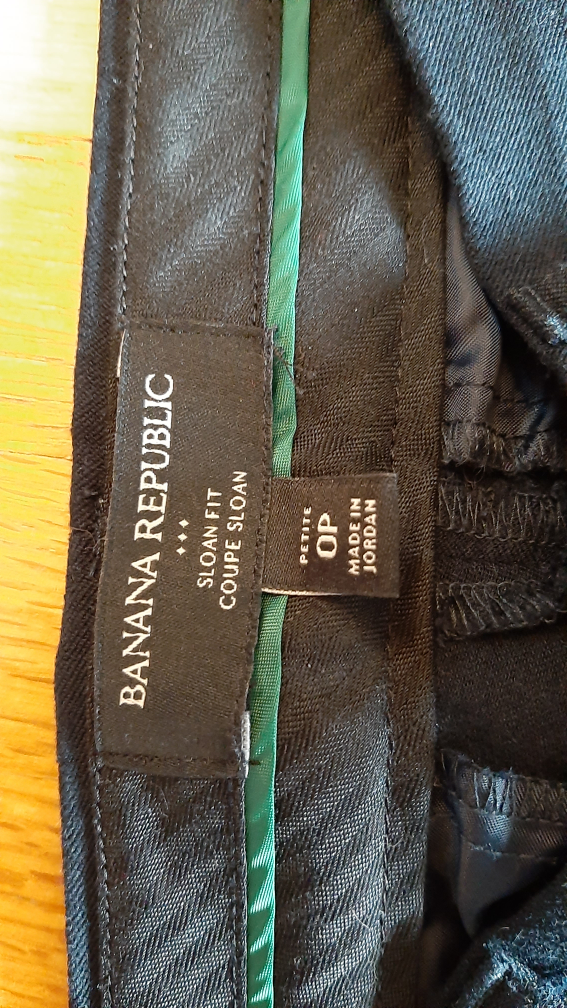 BANANA REPUBLIC
SLOAN FIT
COUPE SLOAN
PETITE
0P
MADE IN
JORDAN